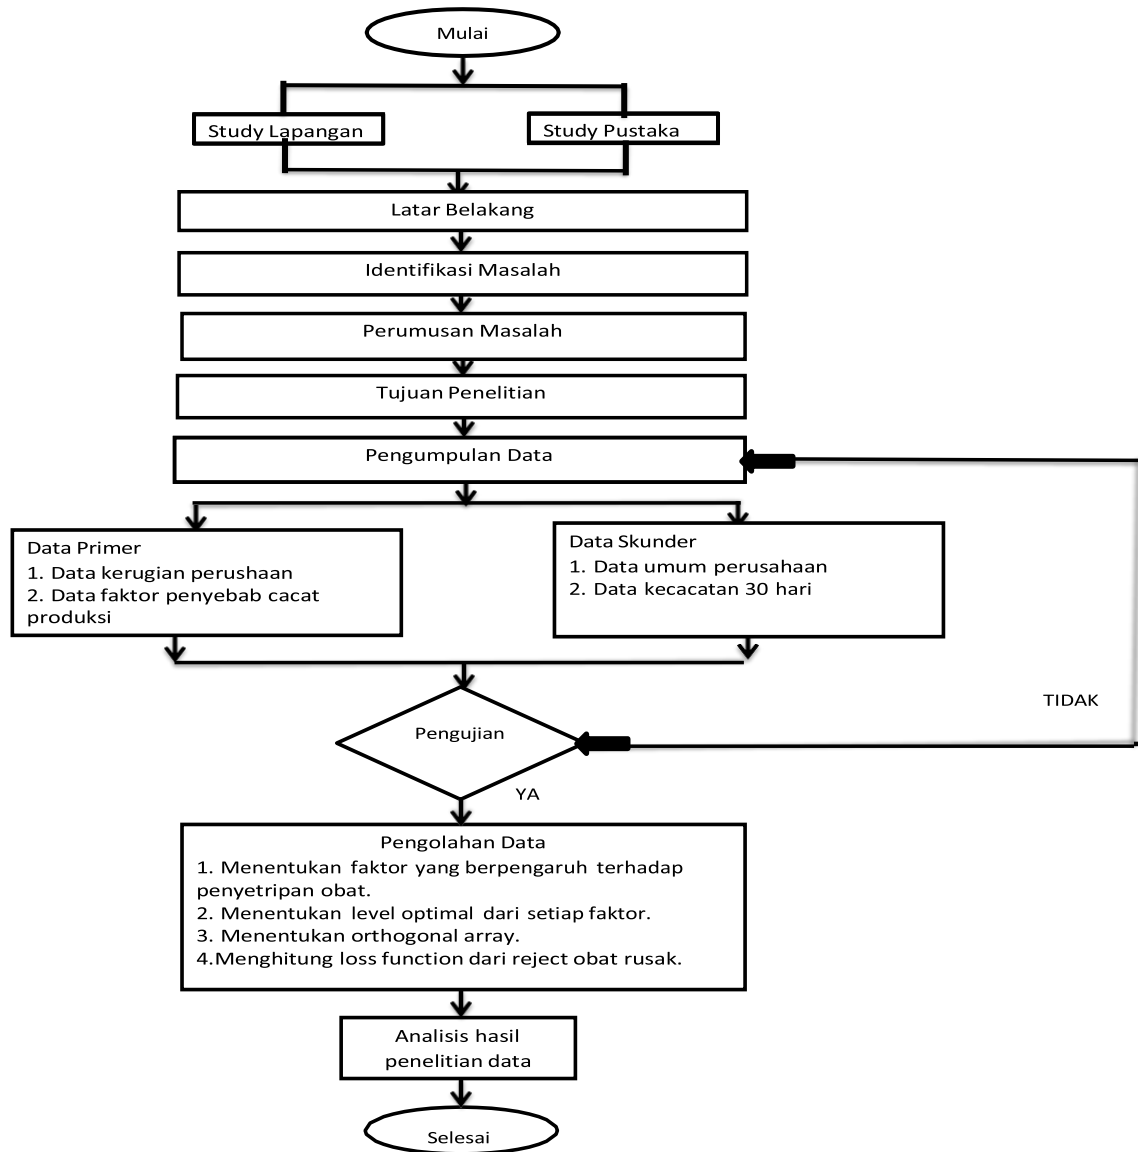 Mulai
Study Lapangan
Study Pustaka
Latar Belakang
Identifikasi Masalah
Perumusan Masalah
Tujuan Penelitian
Pengumpulan Data
Data Primer
1. Data kerugian perushaan
2. Data faktor penyebab cacat
produksi
Data Skunder
1. Data umum perusahaan
2. Data kecacatan 30 hari
TIDAK
Pengujian
YA
Pengolahan Data
1. Menentukan faktor yang berpengaruh terhadap
penyetripan obat.
2. Menentukan level optimal dari setiap faktor.
3. Menentukan orthogonal array.
4.Menghitung loss function dari reject obat rusak.
Analisis hasil
penelitian data
Selesai